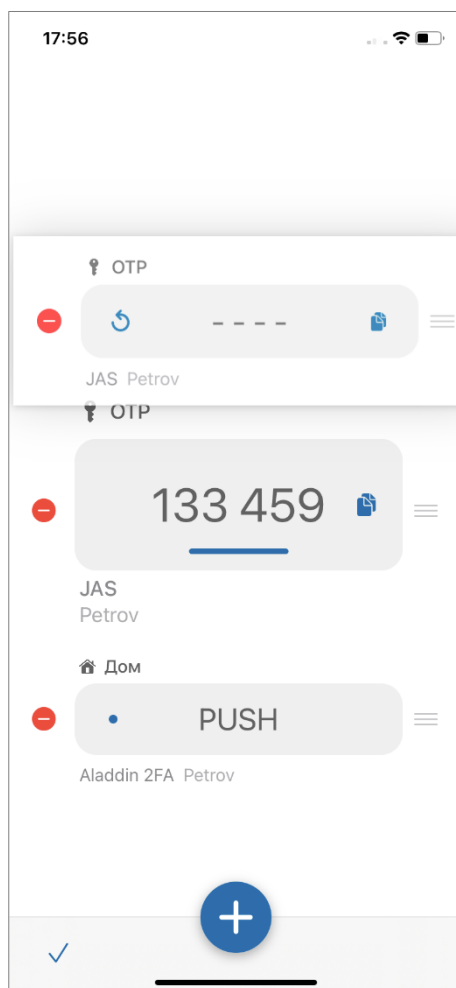 17:56
OTP
- - - -
JAS Petrov
OTP
133 459
JAS
Petrov
Дом
PUSH
Aladdin 2FA Petrov